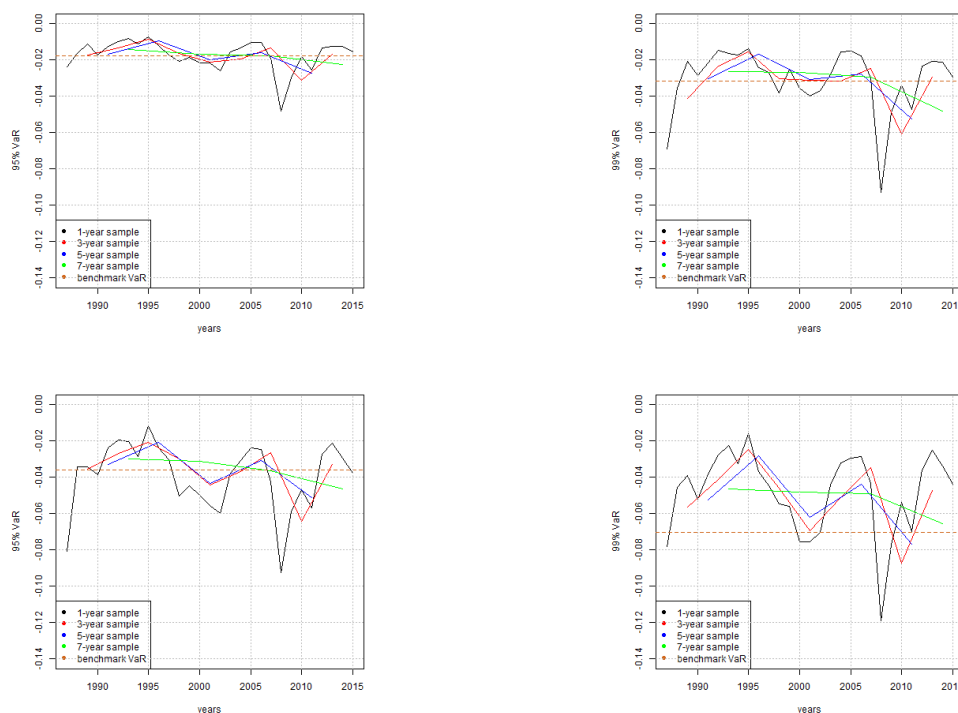 0.00
-0.02
-0.04
-0.06
-0.08
-0.10
-0.12
-0.14
95% VaR
1-year sample
3-year sample
5-year sample
7-year sample
benchmark VaR
1990 1995 2000 2005 2010 2015
years
0.00
-0.02
-0.04
-0.06
-0.08
-0.10
-0.12
-0.14
99% VaR
1-year sample
3-year sample
5-year sample
7-year sample
benchmark VaR
1990 1995 2000 2005 2010 201
years
0.00
-0.02
-0.04
-0.06
-0.08
-0.10
-0.12
-0.14
95% VaR
1-year sample
3-year sample
5-year sample
7-year sample
benchmark VaR
1990 1995 2000 2005 2010 2015
years
0.00
-0.02
-0.04
-0.06
-0.08
-0.10
-0.12
-0.14
99% VaR
1-year sample
3-year sample
5-year sample
7-year sample
benchmark VaR
1990 1995 2000 2005 2010 201
years